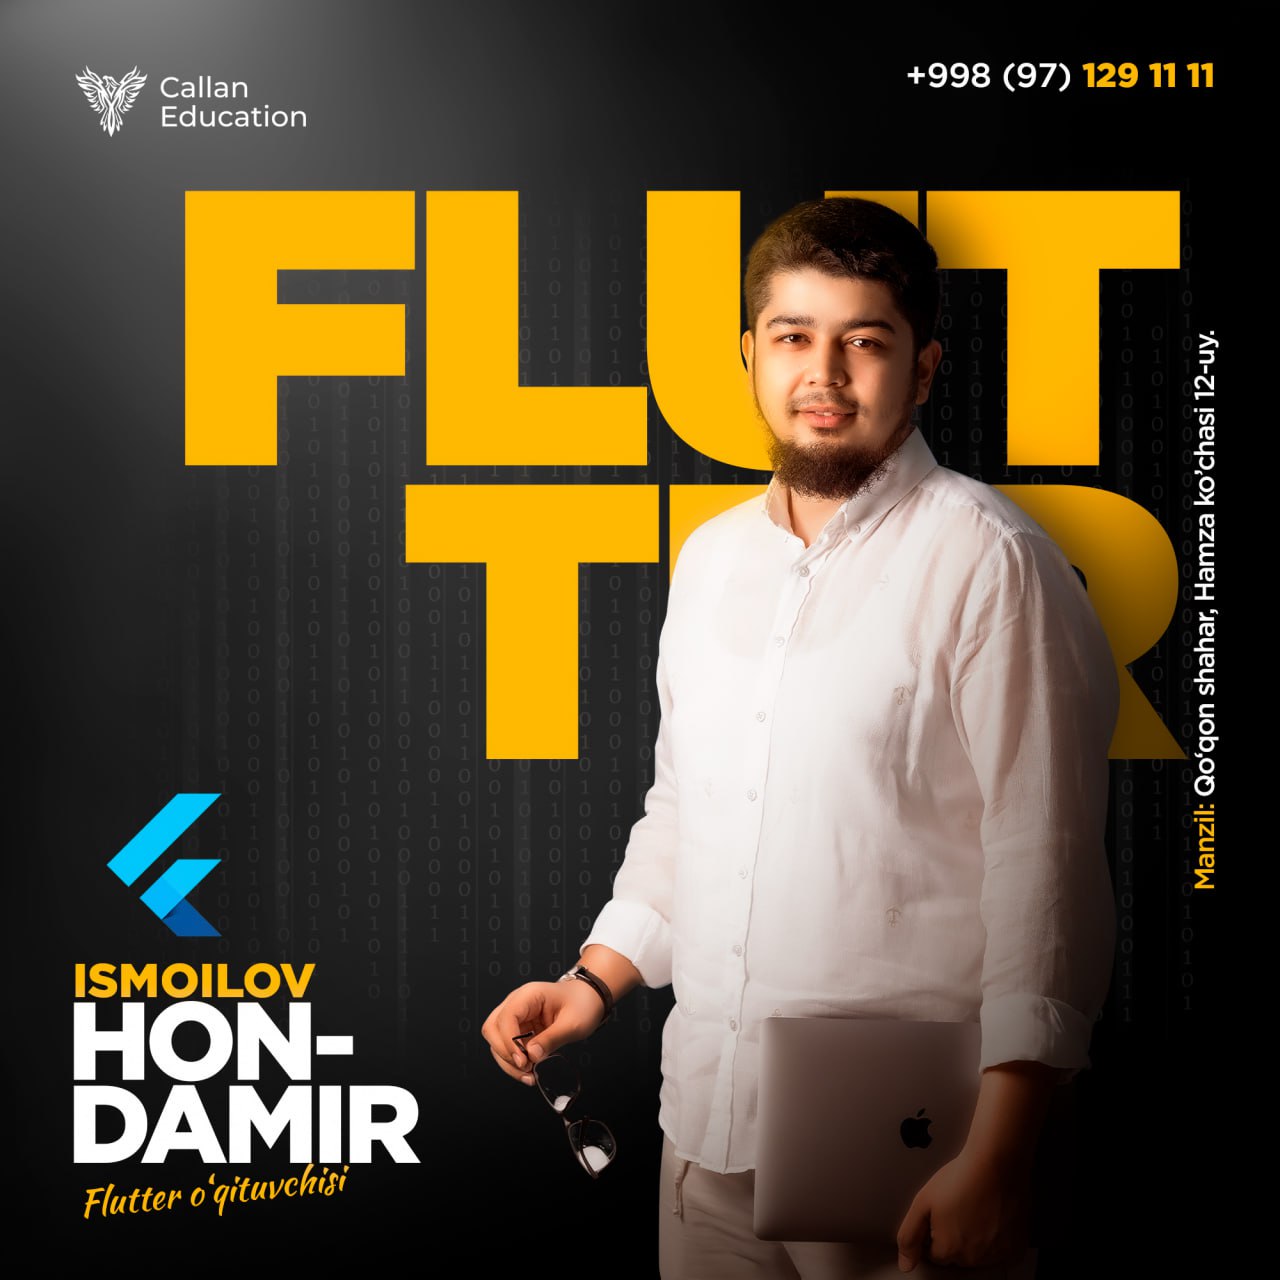 Callan
Education
+998 (97) 129 11 11
FLUT
TER
Manzil: Qo‘qon shahar, Hamza ko’chasi 12-uy.
ISMOILOV
HON-
DAMIR
Flutter o‘qituvchisi